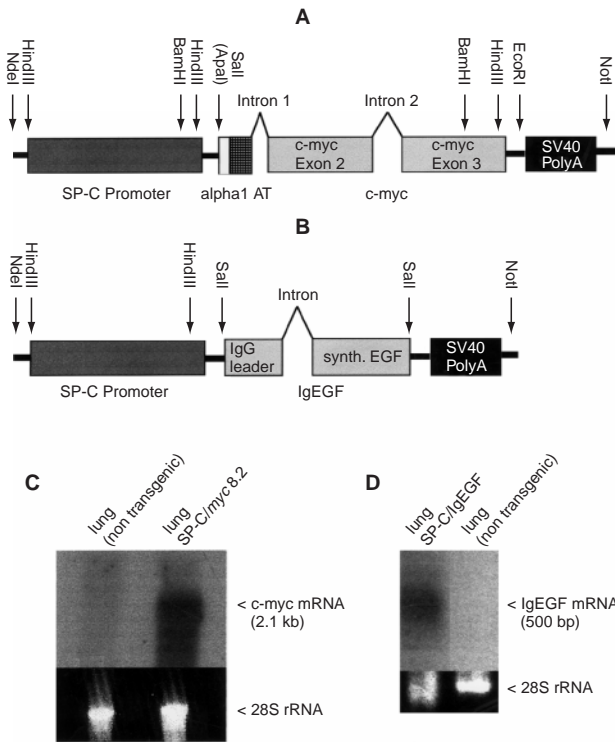 A
NdeI
HindIII
BamHI
HindIII
SalI
(ApaI)
BamHI
HindIII
EcoRI
NotI
Intron 1
Intron 2
c-myc
Exon 2
c-myc
Exon 3
SV40
PolyA
SP-C Promoter
alpha1 AT
c-myc
B
NdeI
HindIII
HindIII
SalI
SalI
NotI
Intron
IgG
leader
synth. EGF
SV40
PolyA
SP-C Promoter
IgEGF
C
lung
(non transgenic)
lung
SP-C/myc 8.2
< c-myc mRNA
(2.1 kb)
< 28S rRNA
D
lung
SP-C/IgEGF
lung
(non transgenic)
< IgEGF mRNA
(500 bp)
< 28S rRNA